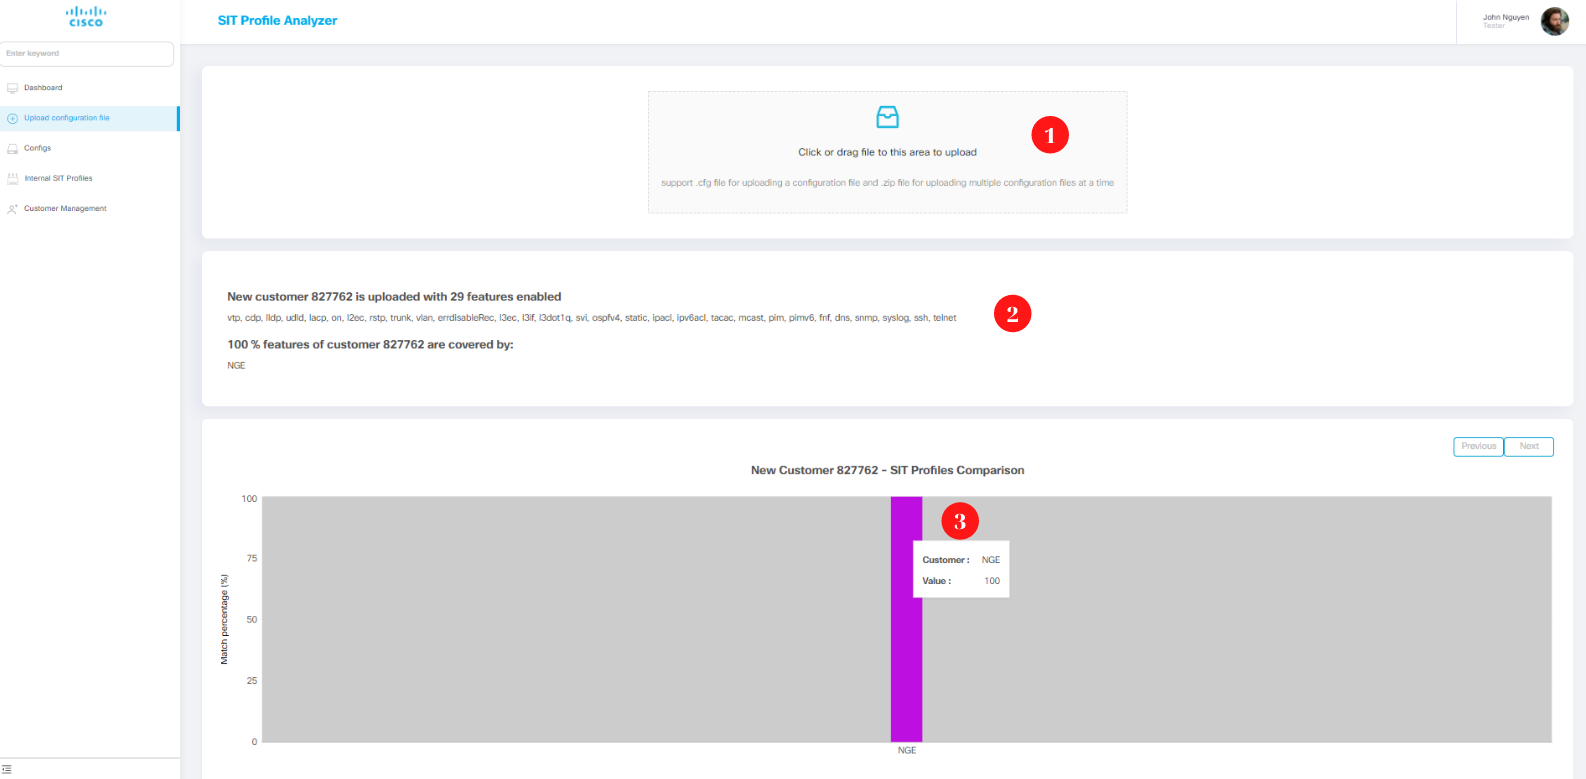 CISCO
SIT Profile Analyzer
John Nguyen
Tester
Enter keyword
Dashboard
Upload configuration file
Configs
Internal SIT Profiles
Customer Management
1
Click or drag file to this area to upload
support .cfg file for uploading a configuration file and .zip file for uploading multiple configuration files at a time
New customer 827762 is uploaded with 29 features enabled
2
vtp, cdp, lldp, udld, lacp, on, l2ec, rstp, trunk, vlan, errdisableRec, l3ec, l3if, l3dot1q, svi, ospfv4, static, ipacl, ipv6acl, tacac, mcast, pim, pimv6, fnf, dns, snmp, syslog, ssh, telnet
100 % features of customer 827762 are covered by:
NGE
Previous Next
New Customer 827762 - SIT Profiles Comparison
Match percentage (%)
100
75
50
25
0
3
Customer : NGE
Value : 100
NGE